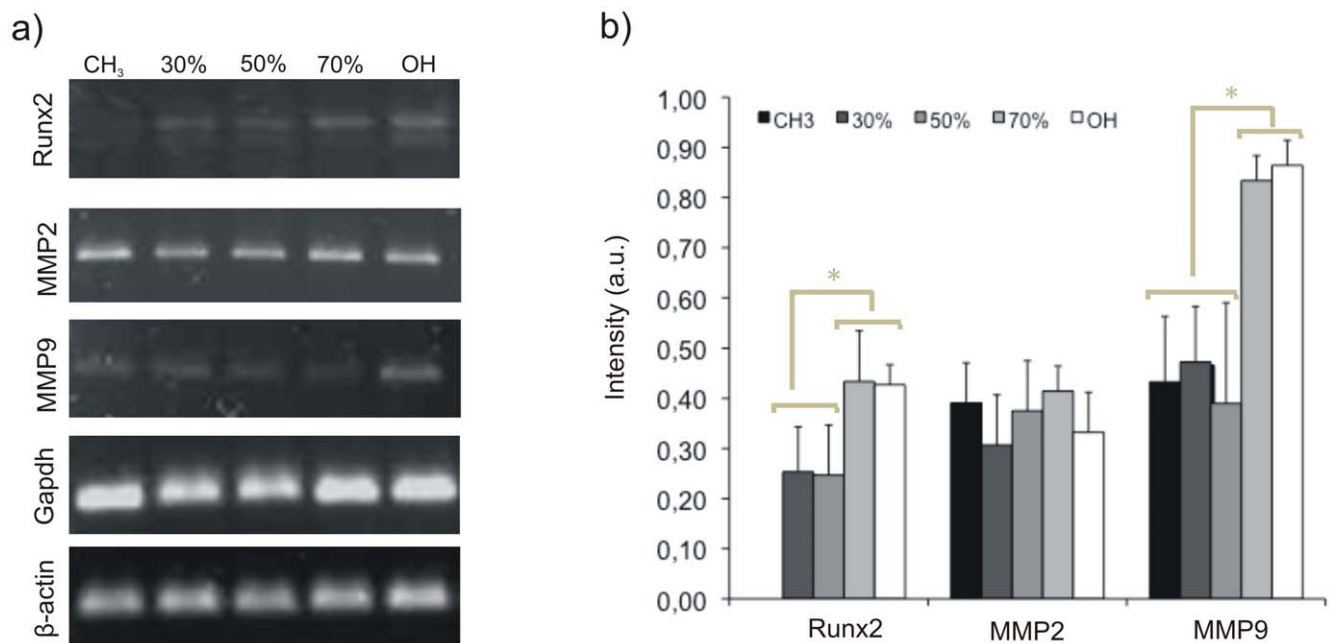 a)
CH₃ 30% 50% 70% OH
Runx2
MMP2
MMP9
Gapdh
β-actin
b)
Intensity (a.u.)
1,00
0,90
0,80
0,70
0,60
0,50
0,40
0,30
0,20
0,10
0,00
CH3 30% 50% 70% OH
*
*
Runx2 MMP2 MMP9